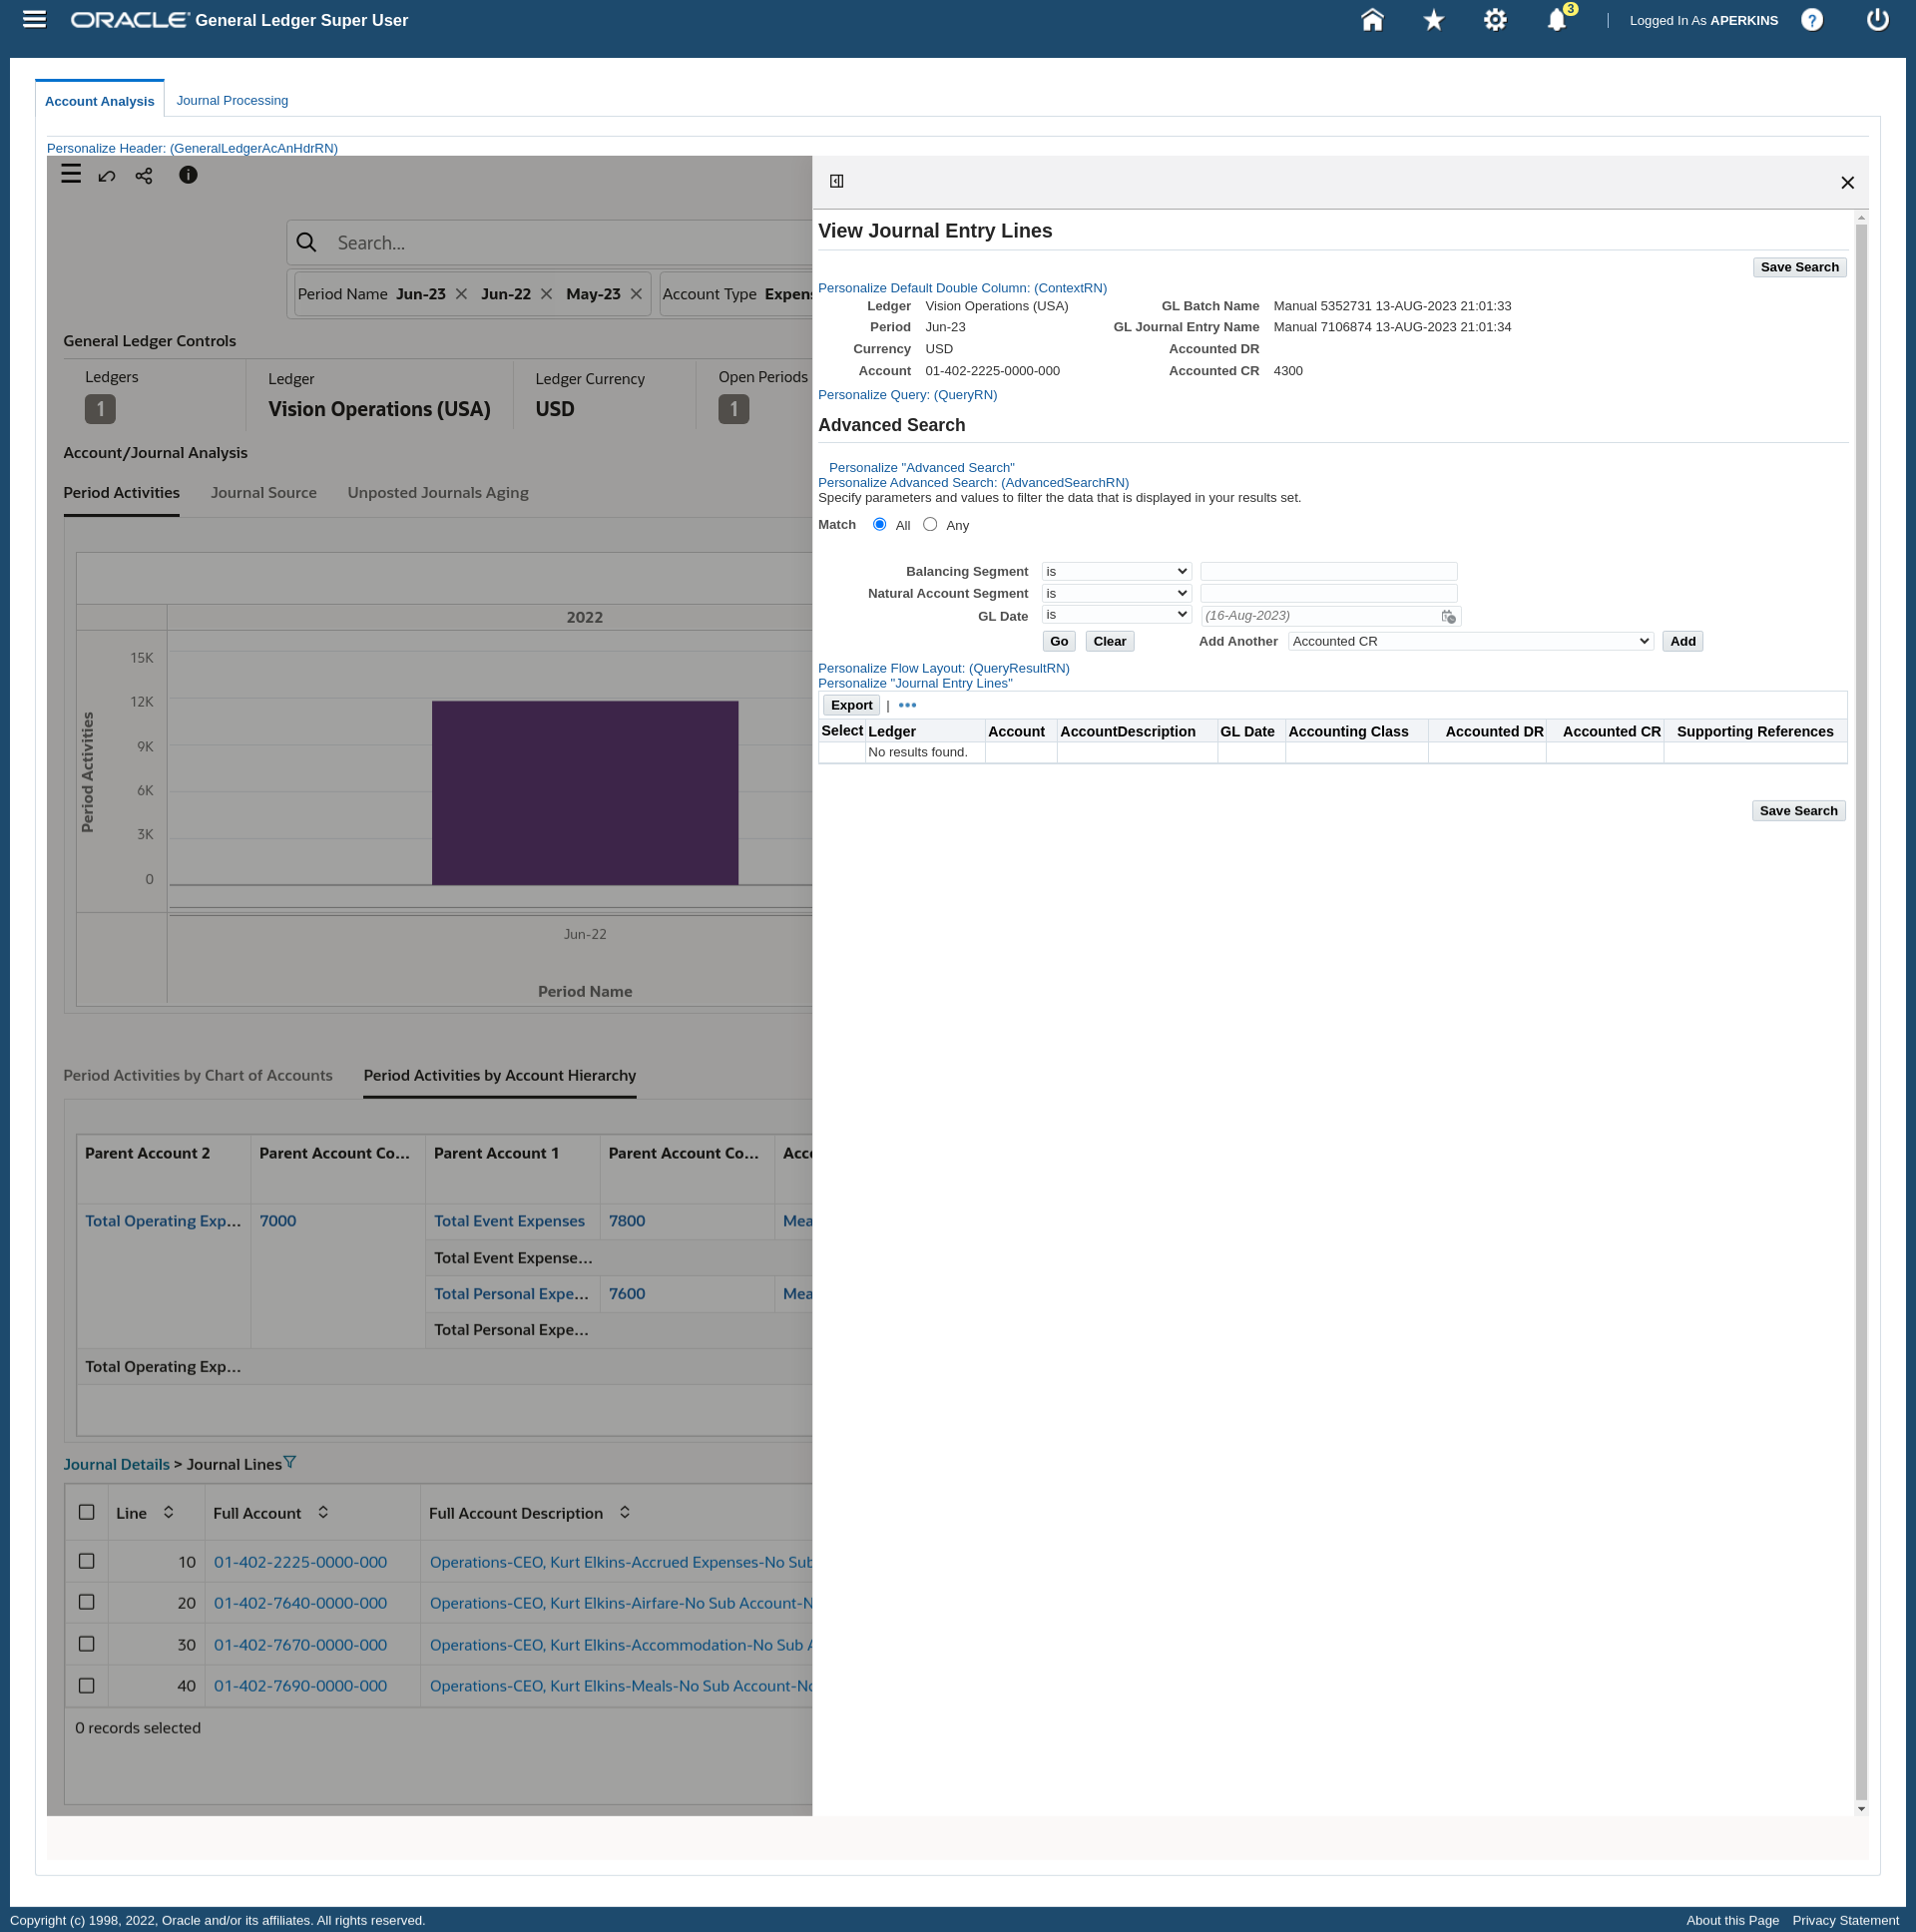 ORACLE General Ledger Super User
3
Logged In As APERKINS
?
Account Analysis
Journal Processing
Personalize Header: (GeneralLedgerAcAnHdrRN)
Search...
Period Name Jun-23 Jun-22 May-23
Account Type
General Ledger Controls
Ledgers
1
Ledger
Vision Operations (USA)
Ledger Currency
USD
Open Periods
1
Account/Journal Analysis
Period Activities
Journal Source
Unposted Journals Aging
2022
15K
12K
9K
6K
3K
0
Period Activities
Jun-22
Period Name
Period Activities by Chart of Accounts
Period Activities by Account Hierarchy
Parent Account 2
Parent Account Co...
Parent Account 1
Parent Account Co...
Total Operating Exp...
7000
Total Event Expenses
7800
Total Event Expense...
Total Personal Expe...
7600
Total Personal Expe...
Total Operating Exp...
Journal Details > Journal Lines
Line
Full Account
Full Account Description
10 01-402-2225-0000-000 Operations-CEO, Kurt Elkins-Accrued Expenses-No Sub
20 01-402-7640-0000-000 Operations-CEO, Kurt Elkins-Airfare-No Sub Account-N
30 01-402-7670-0000-000 Operations-CEO, Kurt Elkins-Accommodation-No Sub A
40 01-402-7690-0000-000 Operations-CEO, Kurt Elkins-Meals-No Sub Account-No
0 records selected
View Journal Entry Lines
Save Search
Personalize Default Double Column: (ContextRN)
Ledger Vision Operations (USA)
GL Batch Name Manual 5352731 13-AUG-2023 21:01:33
Period Jun-23
GL Journal Entry Name Manual 7106874 13-AUG-2023 21:01:34
Currency USD
Accounted DR
Account 01-402-2225-0000-000
Accounted CR 4300
Personalize Query: (QueryRN)
Advanced Search
Personalize "Advanced Search"
Personalize Advanced Search: (AdvancedSearchRN)
Specify parameters and values to filter the data that is displayed in your results set.
Match All Any
Balancing Segment is
Natural Account Segment is
GL Date is (16-Aug-2023)
Go Clear Add Another Accounted CR Add
Personalize Flow Layout: (QueryResultRN)
Personalize "Journal Entry Lines"
Export | •••
Select Ledger Account AccountDescription GL Date Accounting Class Accounted DR Accounted CR Supporting References
No results found.
Save Search
Copyright (c) 1998, 2022, Oracle and/or its affiliates. All rights reserved.
About this Page Privacy Statement